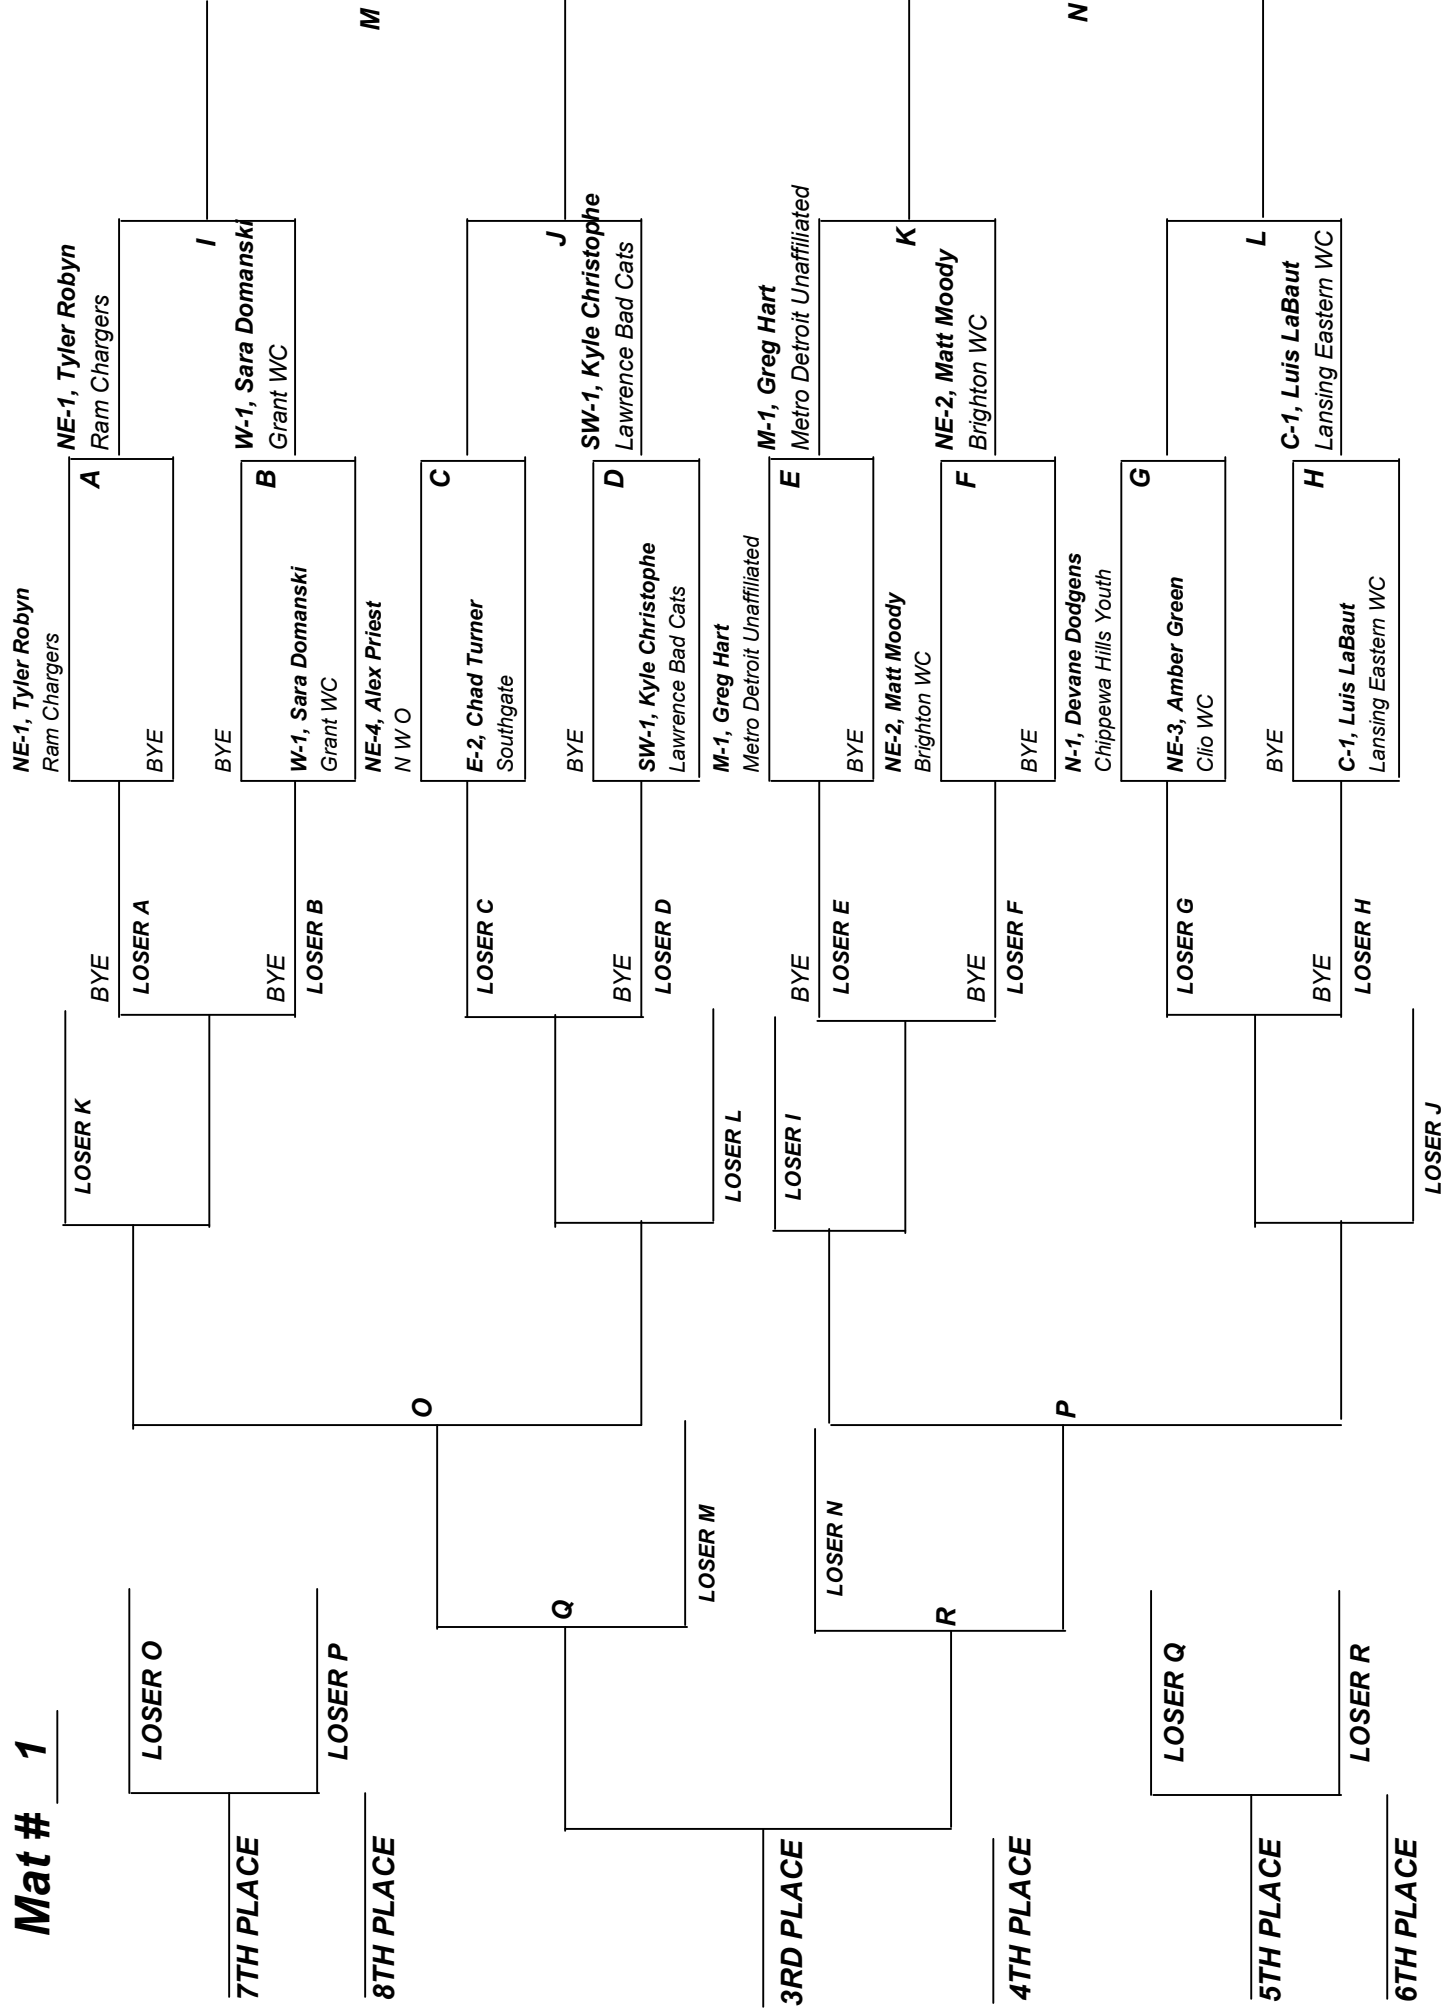 Mat # 1
NE-1, Tyler Robyn
Ram Chargers
A
BYE
BYE
B
W-1, Sara Domanski
Grant WC
NE-4, Alex Priest
N W O
C
E-2, Chad Turner
Southgate
BYE
D
SW-1, Kyle Christophe
Lawrence Bad Cats
M-1, Greg Hart
Metro Detroit Unaffiliated
E
BYE
NE-2, Matt Moody
Brighton WC
F
BYE
N-1, Devane Dodgens
Chippewa Hills Youth
G
NE-3, Amber Green
Clio WC
BYE
H
C-1, Luis LaBaut
Lansing Eastern WC
NE-1, Tyler Robyn
Ram Chargers
I
W-1, Sara Domanski
Grant WC
J
SW-1, Kyle Christophe
Lawrence Bad Cats
M-1, Greg Hart
Metro Detroit Unaffiliated
K
NE-2, Matt Moody
Brighton WC
L
C-1, Luis LaBaut
Lansing Eastern WC
M
N
BYE
LOSER A
BYE
LOSER B
LOSER C
BYE
LOSER D
BYE
LOSER E
BYE
LOSER F
LOSER G
BYE
LOSER H
LOSER K
LOSER L
LOSER I
LOSER J
O
P
LOSER M
LOSER N
Q
R
LOSER O
LOSER P
LOSER Q
LOSER R
7TH PLACE
8TH PLACE
3RD PLACE
4TH PLACE
5TH PLACE
6TH PLACE